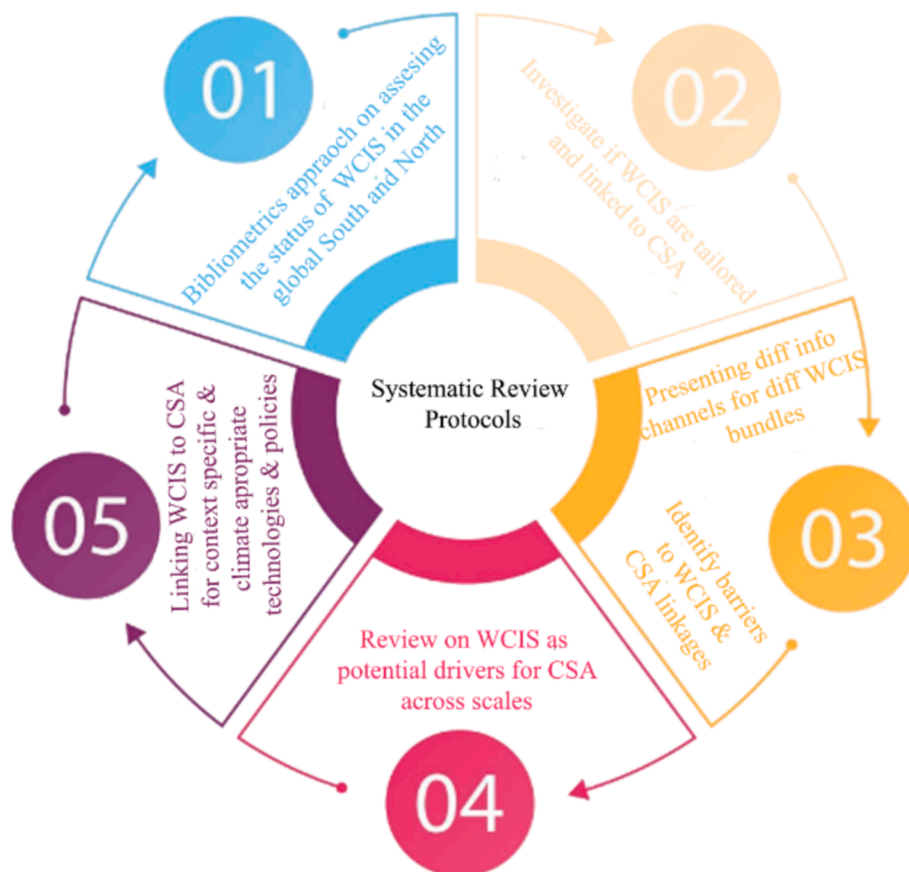 Systematic Review
Protocols
01
Bibliometrics appraoch on assesing
the status of WCIS in the
global South and North
02
Investigate if WCIS are tailored
and linked to CSA
03
Presenting diff info
channels for diff WCIS
bundles
Identify barriers
to WCIS &
CSA linkages
04
Review on WCIS as
potential drivers for CSA
across scales
05
Linking WCIS to CSA
for context specific &
climate apropriate
technologies & policies